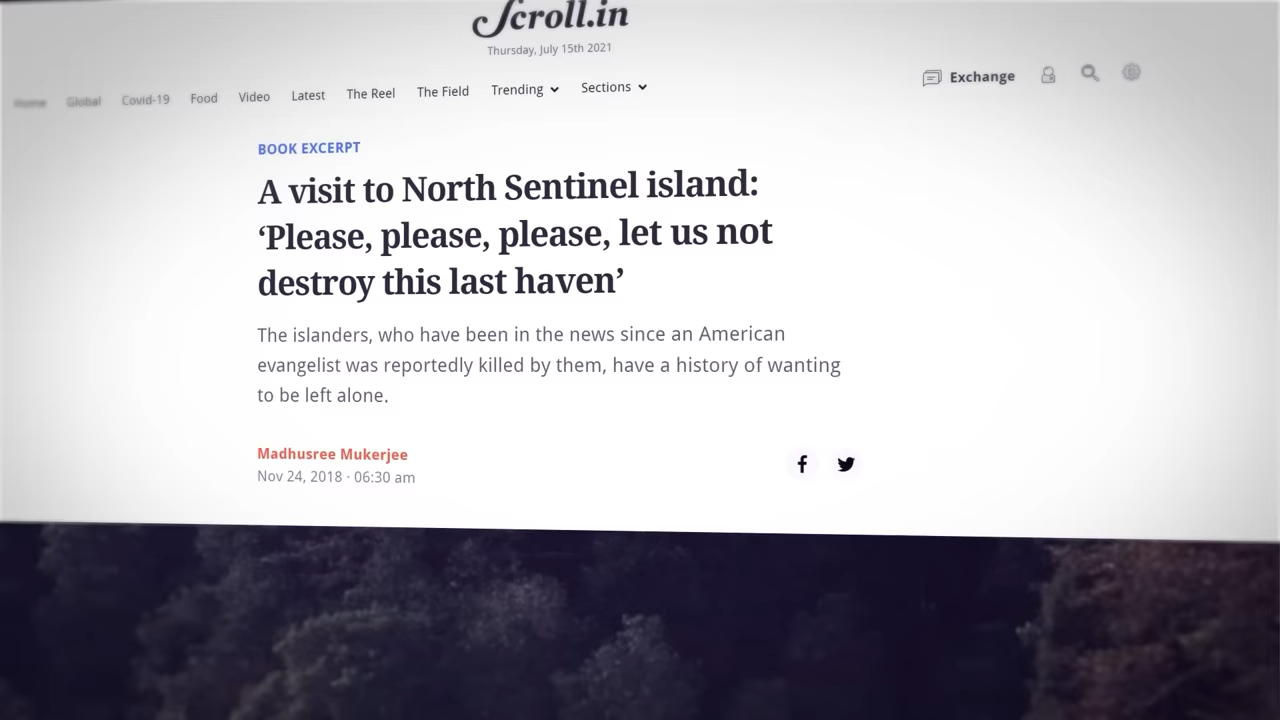 Scroll.in
Thursday, July 15th 2021
Home Global Covid-19 Food Video Latest The Reel The Field Trending Sections
Exchange
BOOK EXCERPT
A visit to North Sentinel island:
‘Please, please, please, let us not
destroy this last haven’
The islanders, who have been in the news since an American
evangelist was reportedly killed by them, have a history of wanting
to be left alone.
Madhusree Mukerjee
Nov 24, 2018 · 06:30 am